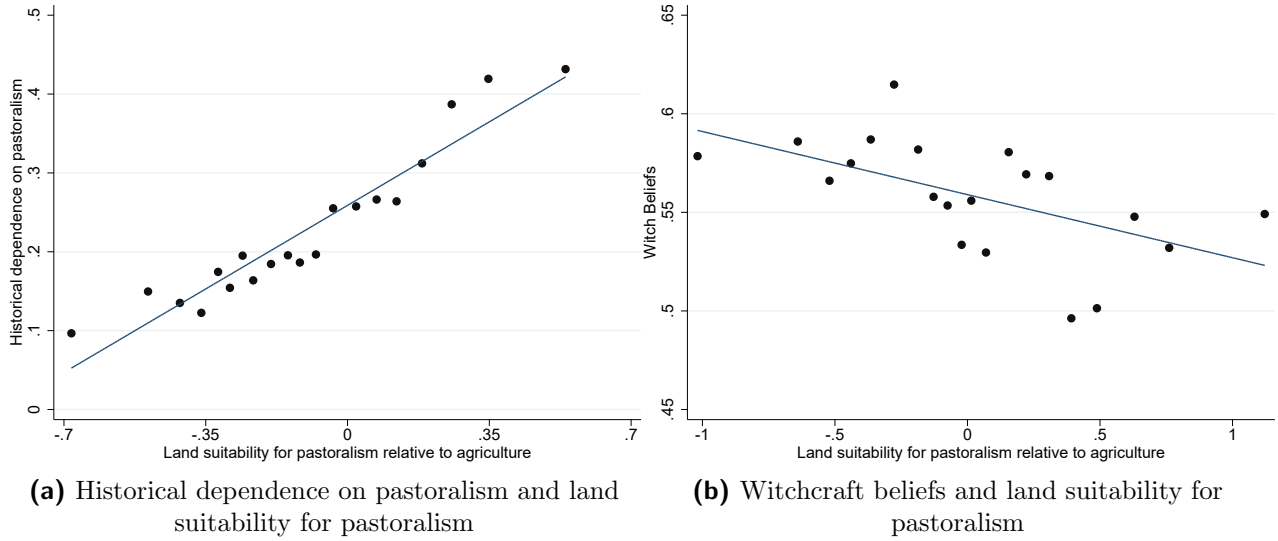 .5
.4
.3
.2
.1
0
Historical dependence on pastoralism
-.7
-.35
0
.35
.7
Land suitability for pastoralism relative to agriculture
(a) Historical dependence on pastoralism and land
suitability for pastoralism
.65
.6
.55
.5
.45
Witch Beliefs
-1
-.5
0
.5
1
Land suitability for pastoralism relative to agriculture
(b) Witchcraft beliefs and land suitability for
pastoralism